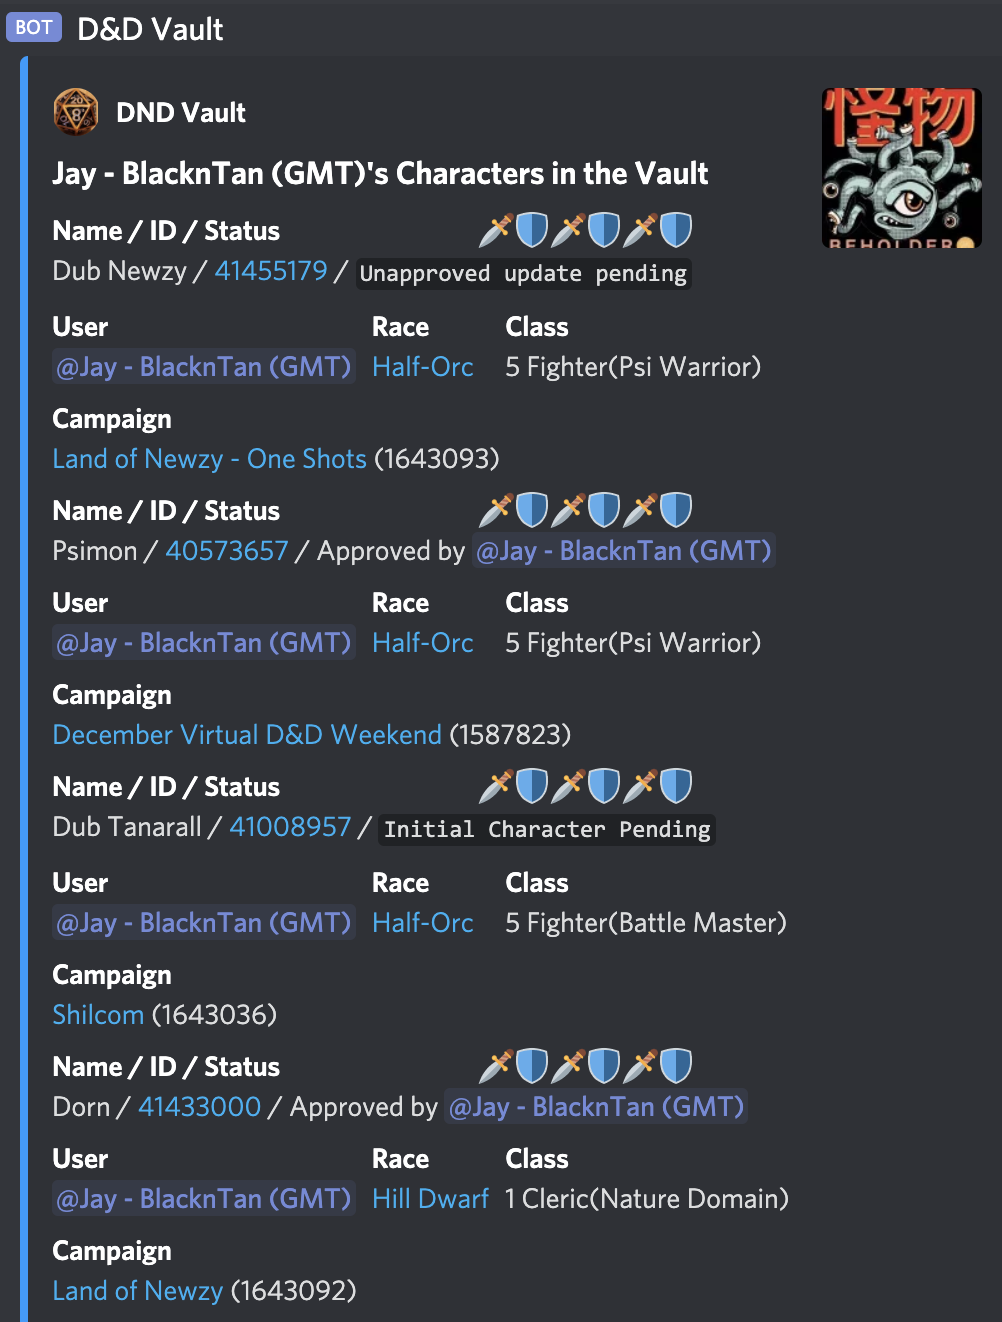 BOT D&D Vault
DND Vault
怪物
BEHOLDER
Jay - BlacknTan (GMT)'s Characters in the Vault
Name / ID / Status
Dub Newzy / 41455179 / Unapproved update pending
User Race Class
@Jay - BlacknTan (GMT) Half-Orc 5 Fighter(Psi Warrior)
Campaign
Land of Newzy - One Shots (1643093)
Name / ID / Status
Psimon / 40573657 / Approved by @Jay - BlacknTan (GMT)
User Race Class
@Jay - BlacknTan (GMT) Half-Orc 5 Fighter(Psi Warrior)
Campaign
December Virtual D&D Weekend (1587823)
Name / ID / Status
Dub Tanarall / 41008957 / Initial Character Pending
User Race Class
@Jay - BlacknTan (GMT) Half-Orc 5 Fighter(Battle Master)
Campaign
Shilcom (1643036)
Name / ID / Status
Dorn / 41433000 / Approved by @Jay - BlacknTan (GMT)
User Race Class
@Jay - BlacknTan (GMT) Hill Dwarf 1 Cleric(Nature Domain)
Campaign
Land of Newzy (1643092)